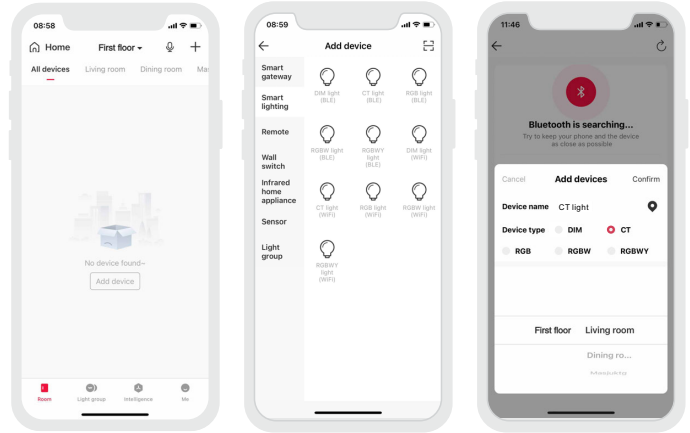 08:58
Home
First floor
All devices Living room Dining room Ma
No device found~
Add device
Room Light group Intelligence Me
08:59
Add device
Smart
gateway
Smart
lighting
Remote
Wall
switch
Infrared
home
appliance
Sensor
Light
group
DIM light
(BLE)
CT light
(BLE)
RGB light
(BLE)
RGBW light
(BLE)
RGBWY
light
(BLE)
DIM light
(WiFi)
CT light
(WiFi)
RGB light
(WiFi)
RGBW light
(WiFi)
RGBWY
light
(WiFi)
11:46
Bluetooth is searching...
Try to keep your phone and the device
as close as possible
Cancel Add devices Confirm
Device name CT light
Device type DIM CT
RGB RGBW RGBWY
First floor Living room
Dining ro...